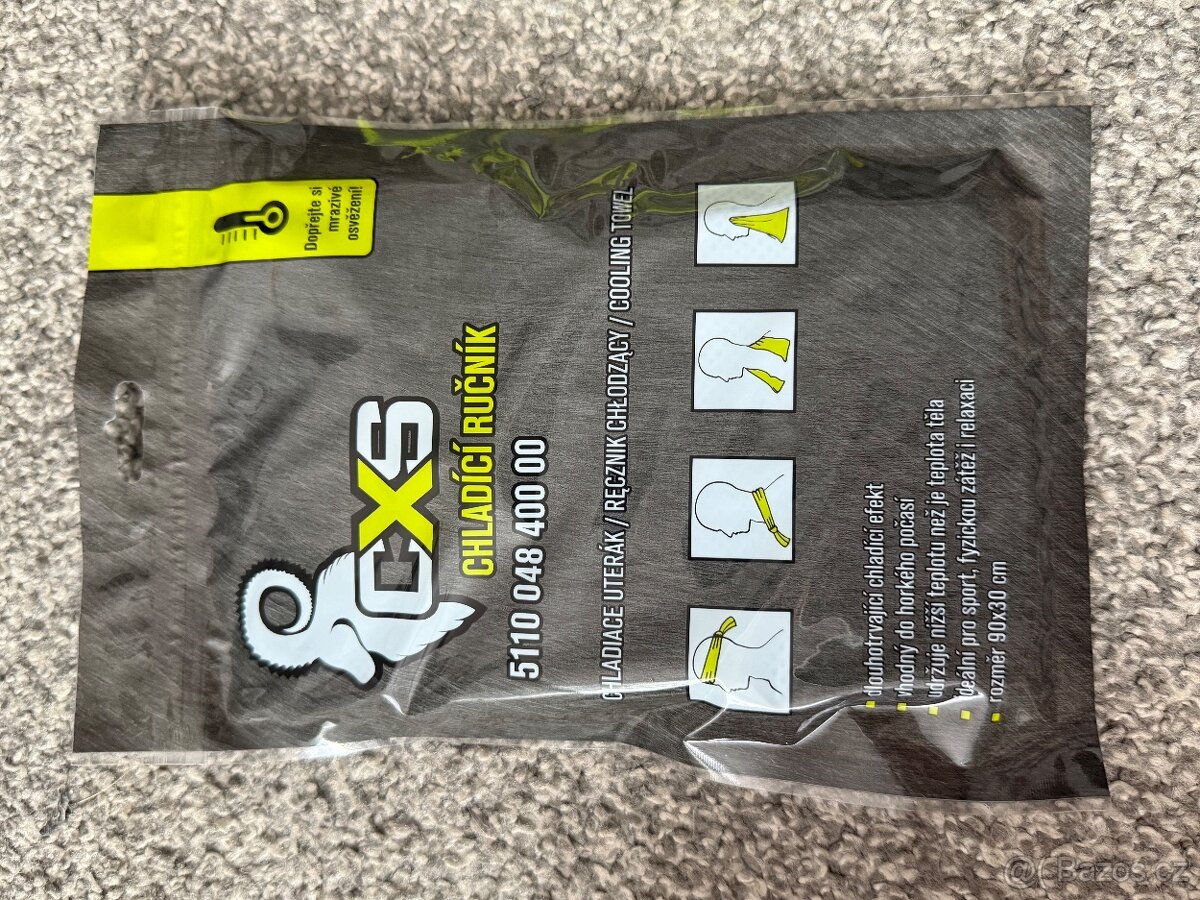 Dopřejte si
mrazivé
osvěžení!
CXS
CHLADÍCÍ RUČNÍK
5110 048 400 00
CHLADIACE UTERÁK / RĘCZNIK CHŁODZĄCY / COOLING TOWEL
dlouhotrvající chladící efekt
vhodný do horkého počasí
udržuje nižší teplotu než je teplota těla
ideální pro sport, fyzickou zátěž i relaxaci
rozměr 90x30 cm
Bazos.cz